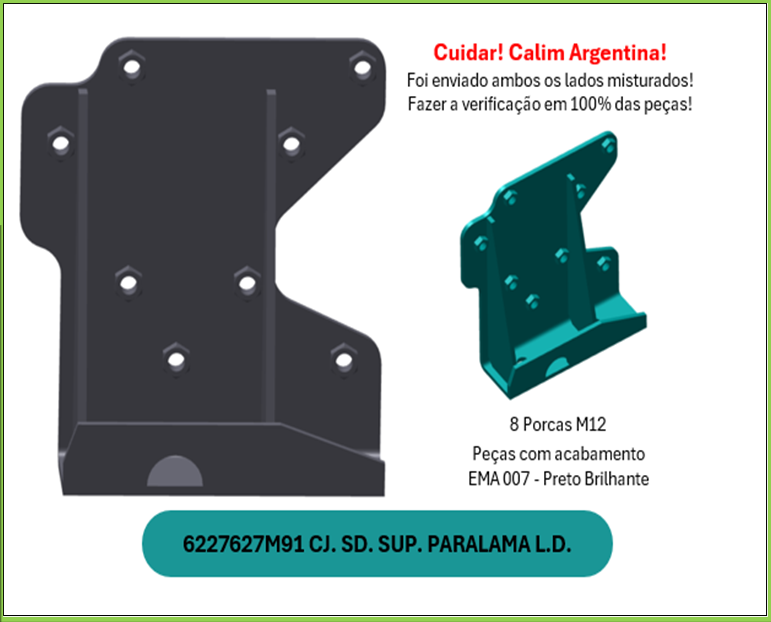 Cuidar! Calim Argentina!
Foi enviado ambos os lados misturados!
Fazer a verificação em 100% das peças!
8 Porcas M12
Peças com acabamento
EMA 007 - Preto Brilhante
6227627M91 CJ. SD. SUP. PARALAMA L.D.